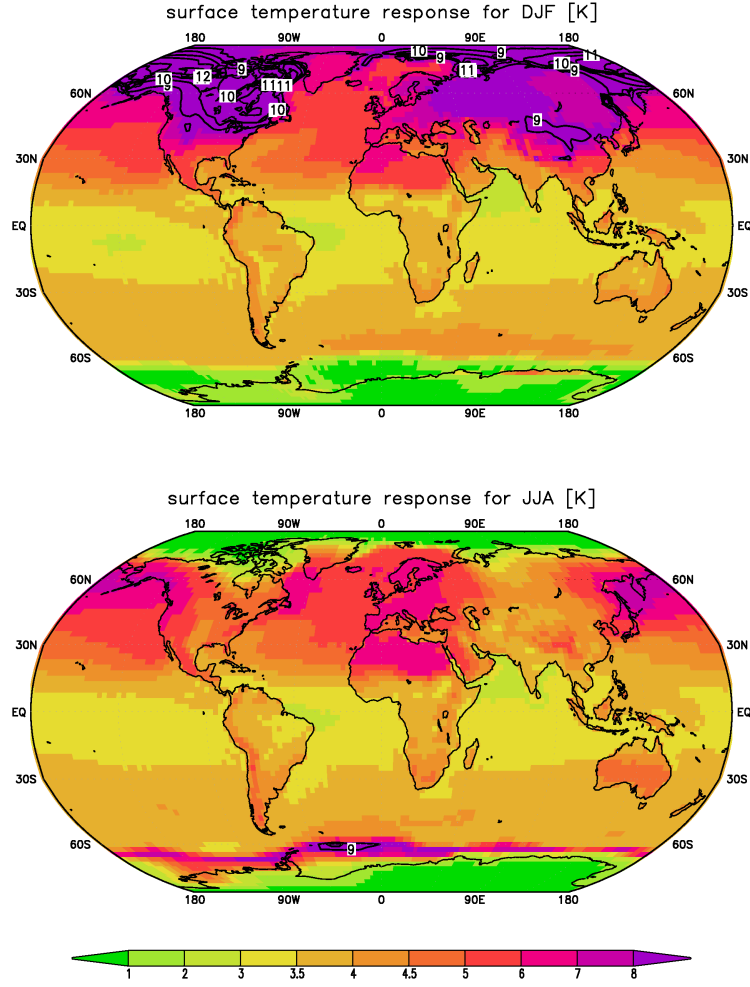 surface temperature response for DJF [K]
180 90W 0 90E 180
10 9 11
10 12 9 9 11 10 9
9 11 11
60N 10 60N
10 9
30N 30N
EQ EQ
30S 30S
60S 60S
180 90W 0 90E 180
surface temperature response for JJA [K]
180 90W 0 90E 180
60N 60N
30N 30N
EQ EQ
30S 30S
60S 9 60S
180 90W 0 90E 180
1 2 3 3.5 4 4.5 5 6 7 8